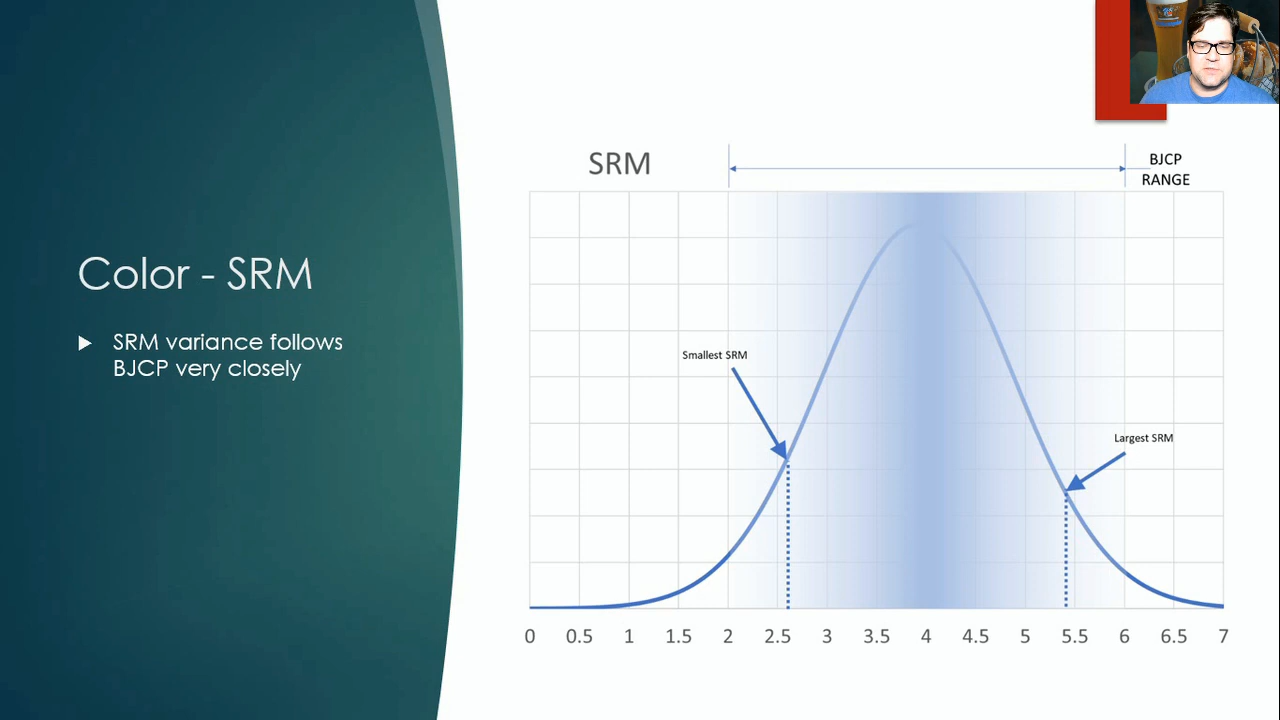 Color - SRM
SRM variance follows
BJCP very closely
SRM
BJCP
RANGE
Smallest SRM
Largest SRM
0 0.5 1 1.5 2 2.5 3 3.5 4 4.5 5 5.5 6 6.5 7